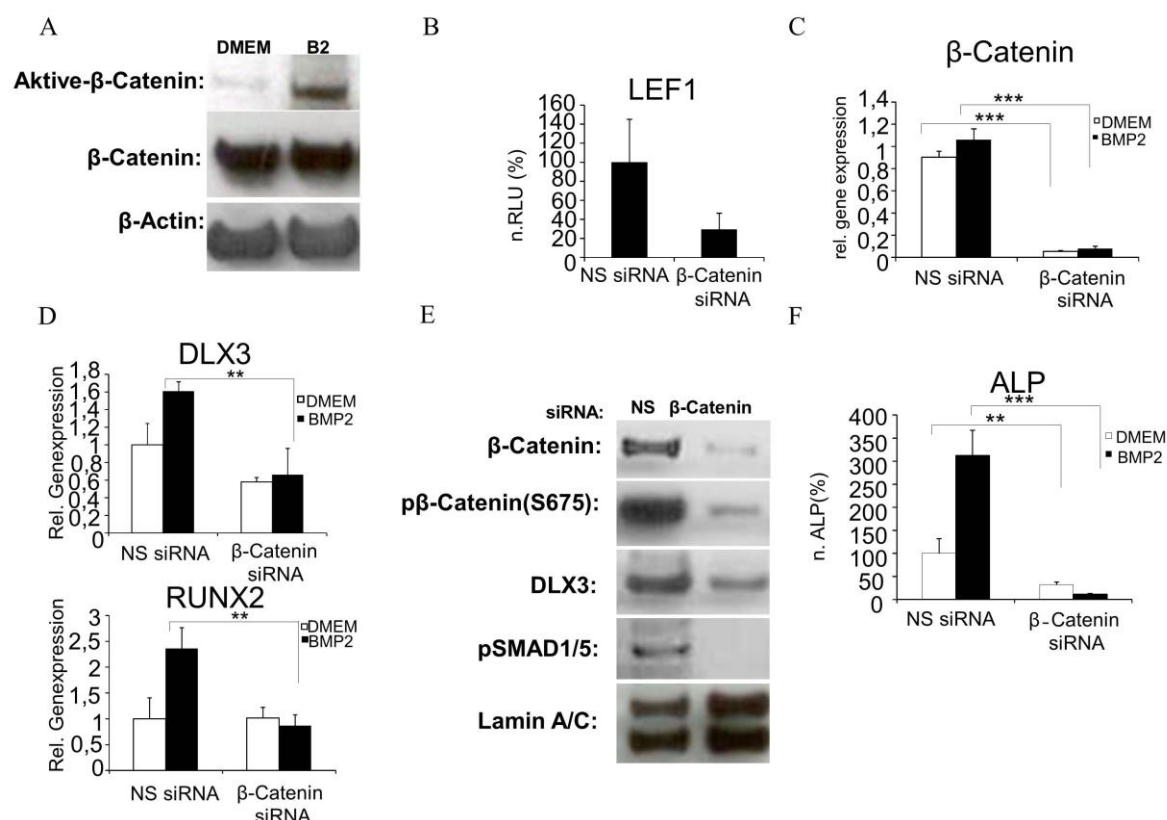 A
DMEM B2
Aktive-β-Catenin:
β-Catenin:
β-Actin:
B
LEF1
n.RLU (%)
160
140
120
100
80
60
40
20
0
NS siRNA β-Catenin
siRNA
C
β-Catenin
***
***
DMEM
BMP2
rel. gene expression
1,4
1,2
1
0,8
0,6
0,4
0,2
0
NS siRNA β-Catenin
siRNA
D
DLX3
**
DMEM
BMP2
Rel. Genexpression
1,8
1,6
1,4
1,2
1
0,8
0,6
0,4
0,2
0
NS siRNA β-Catenin
siRNA
RUNX2
**
DMEM
BMP2
Rel. Genexpression
3
2,5
2
1,5
1
0,5
0
NS siRNA β-Catenin
siRNA
E
siRNA: NS β-Catenin
β-Catenin:
pβ-Catenin(S675):
DLX3:
pSMAD1/5:
Lamin A/C:
F
ALP
***
**
DMEM
BMP2
n. ALP(%)
400
350
300
250
200
150
100
50
0
NS siRNA β-Catenin
siRNA